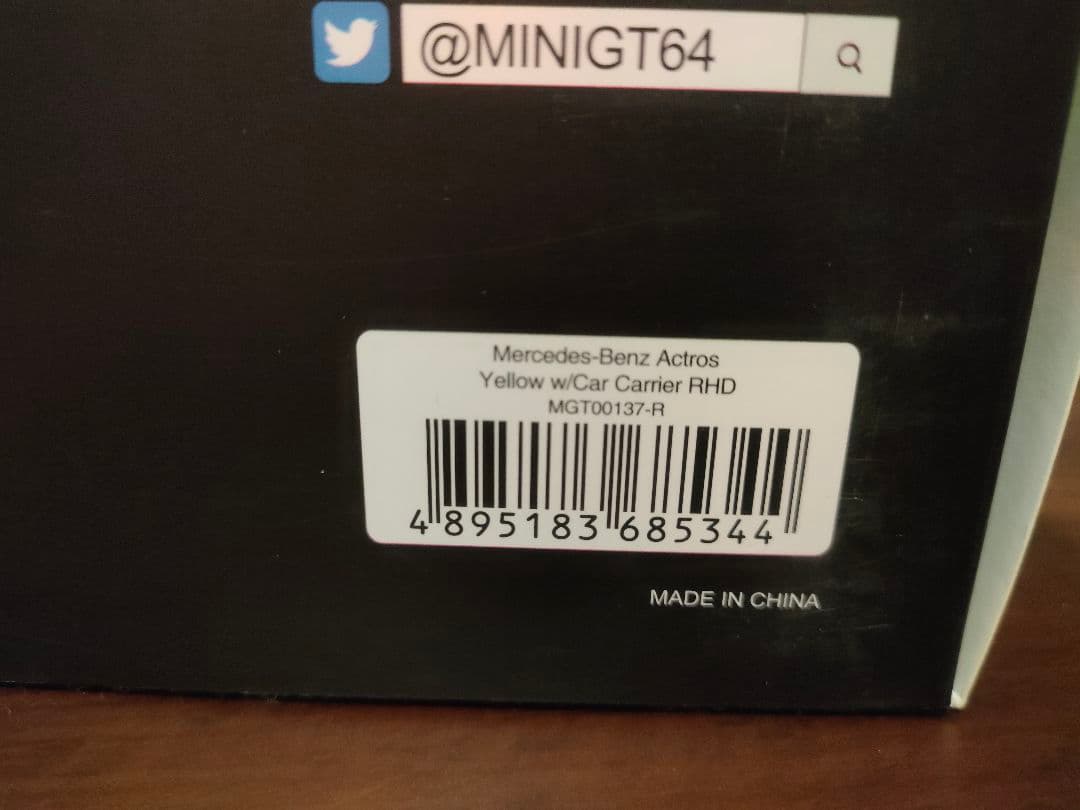 @MINIGT64
Mercedes-Benz Actros
Yellow w/Car Carrier RHD
MGT00137-R
4 895183 685344
MADE IN CHINA